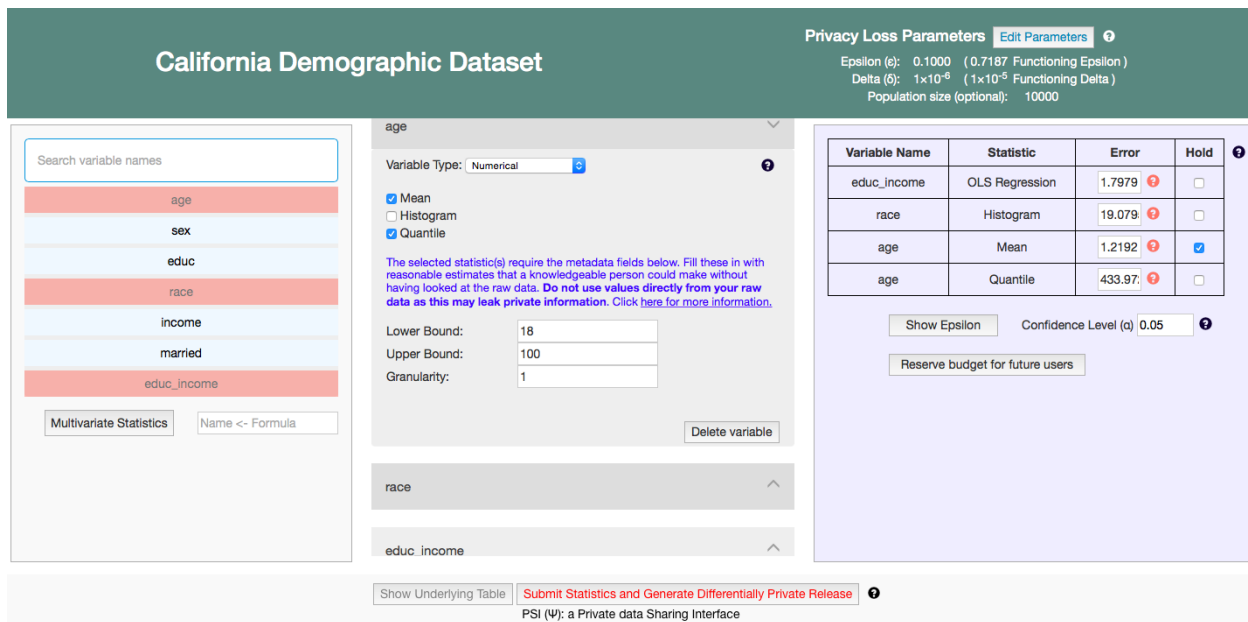 California Demographic Dataset
Privacy Loss Parameters Edit Parameters ?
Epsilon (ε): 0.1000 ( 0.7187 Functioning Epsilon )
Delta (δ): 1×10⁻⁶ ( 1×10⁻⁵ Functioning Delta )
Population size (optional): 10000
Search variable names
age
sex
educ
race
income
married
educ_income
Multivariate Statistics Name <- Formula
age
Variable Type: Numerical ?
Mean
Histogram
Quantile
The selected statistic(s) require the metadata fields below. Fill these in with
reasonable estimates that a knowledgeable person could make without
having looked at the raw data. Do not use values directly from your raw
data as this may leak private information. Click here for more information.
Lower Bound: 18
Upper Bound: 100
Granularity: 1
Delete variable
race
educ_income
Variable Name Statistic Error Hold ?
educ_income OLS Regression 1.7979 ?
race Histogram 19.079 ?
age Mean 1.2192 ?
age Quantile 433.97 ?
Show Epsilon Confidence Level (α) 0.05 ?
Reserve budget for future users
Show Underlying Table Submit Statistics and Generate Differentially Private Release ?
PSI (Ψ): a Private data Sharing Interface